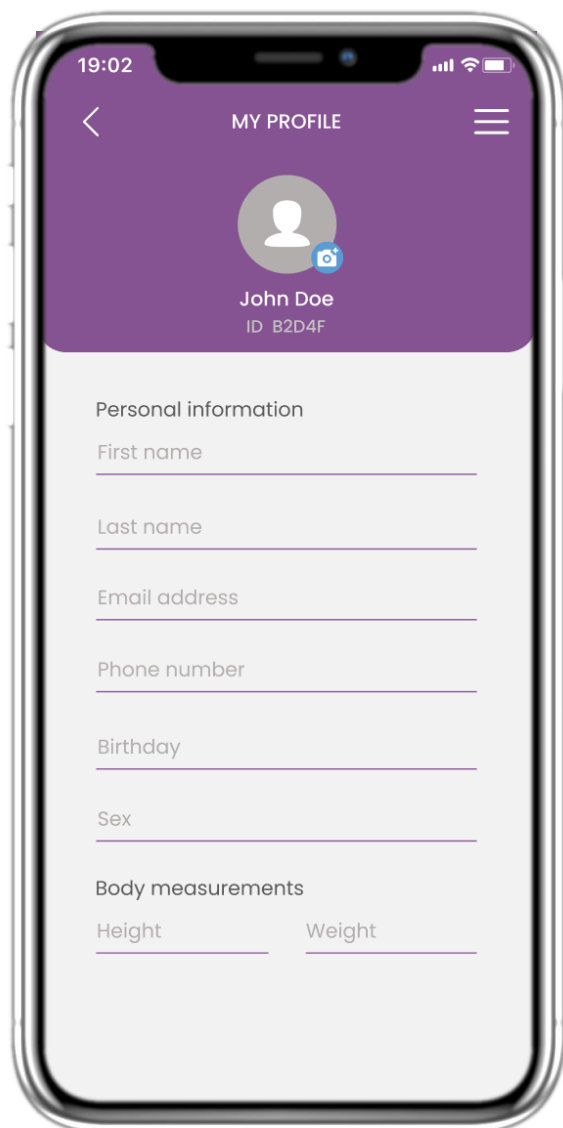 19:02
MY PROFILE
John Doe
ID B2D4F
Personal information
First name
Last name
Email address
Phone number
Birthday
Sex
Body measurements
Height Weight